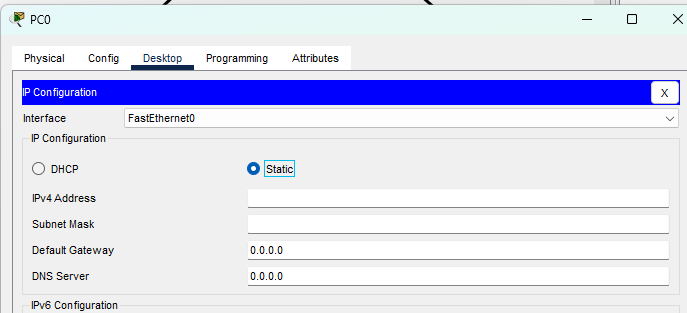 PC0
Physical Config Desktop Programming Attributes
IP Configuration X
Interface FastEthernet0
IP Configuration
DHCP Static
IPv4 Address
Subnet Mask
Default Gateway 0.0.0.0
DNS Server 0.0.0.0
IPv6 Configuration